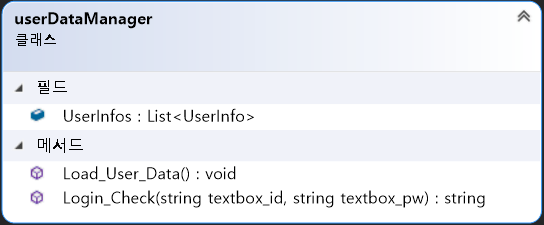 userDataManager
클래스
필드
UserInfos : List<UserInfo>
메서드
Load_User_Data() : void
Login_Check(string textbox_id, string textbox_pw) : string